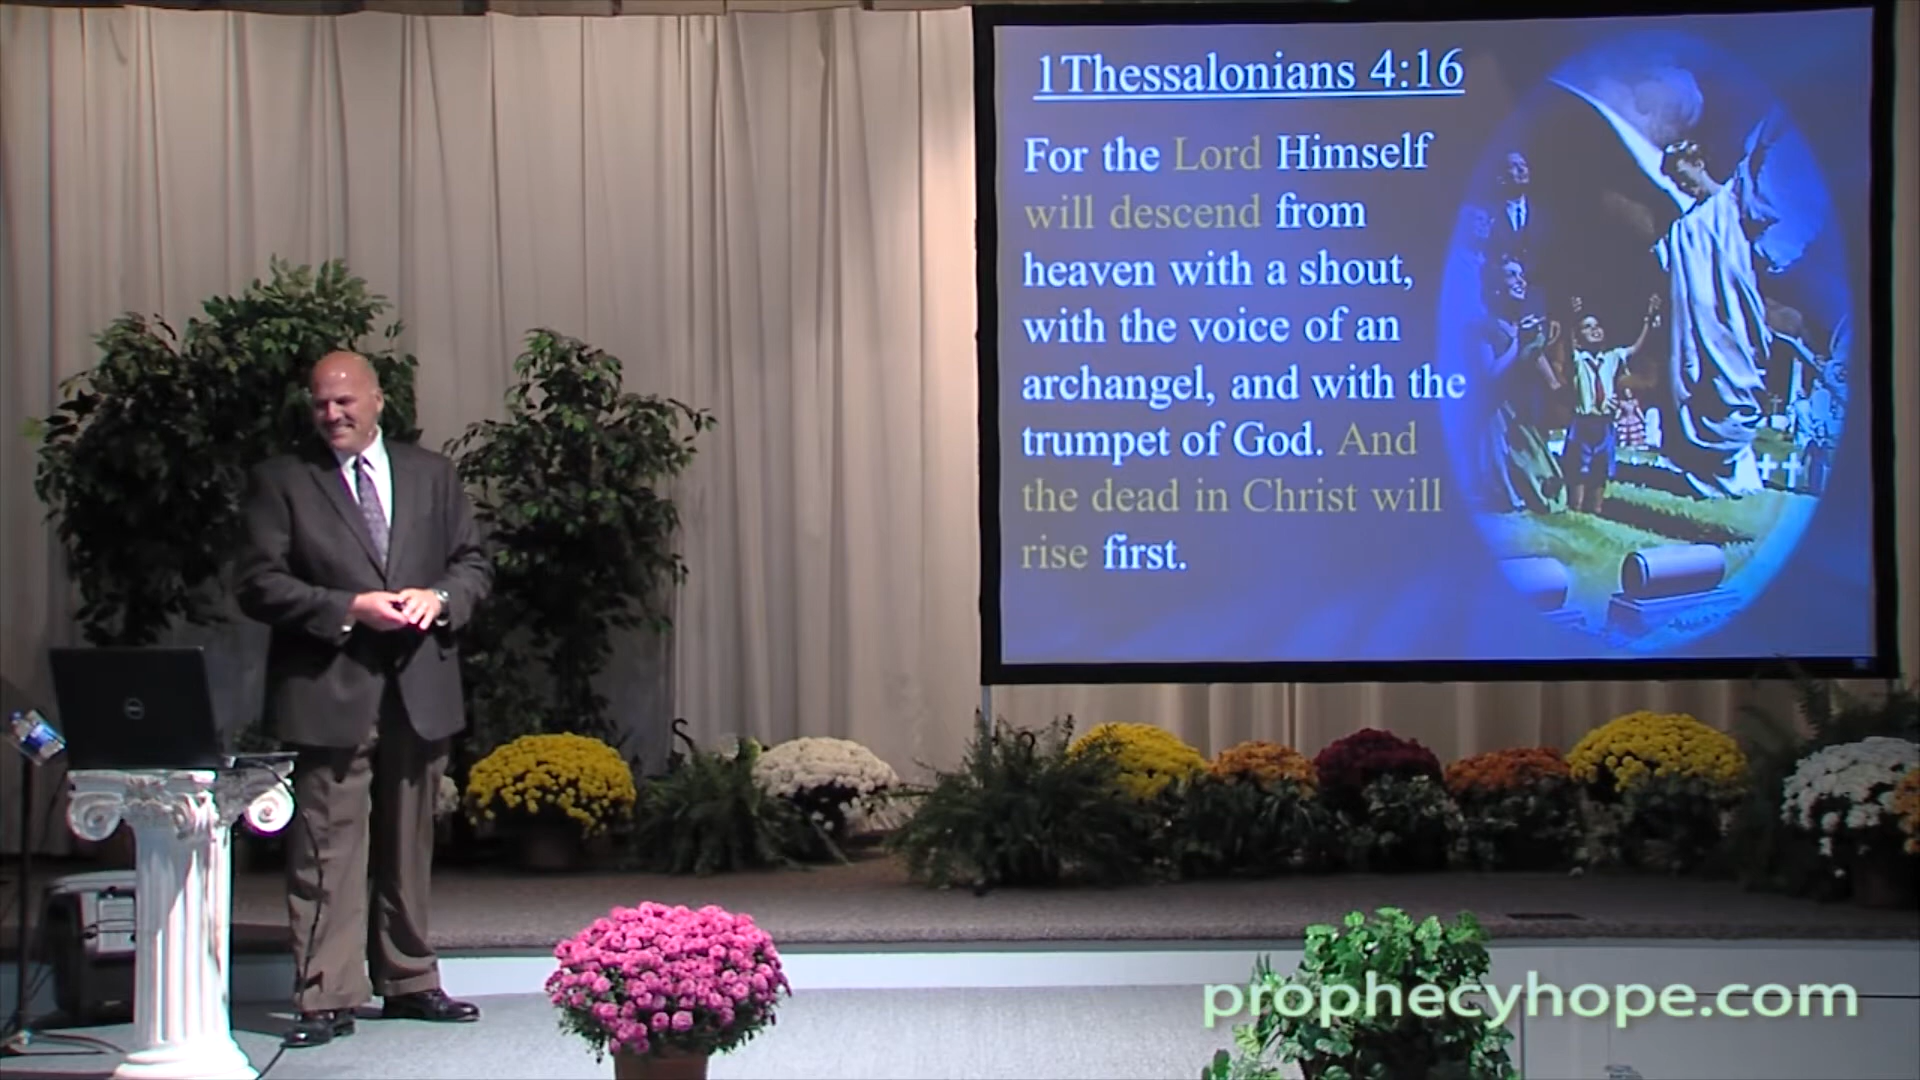 1Thessalonians 4:16
For the Lord Himself
will descend from
heaven with a shout,
with the voice of an
archangel, and with the
trumpet of God. And
the dead in Christ will
rise first.
prophecyhope.com